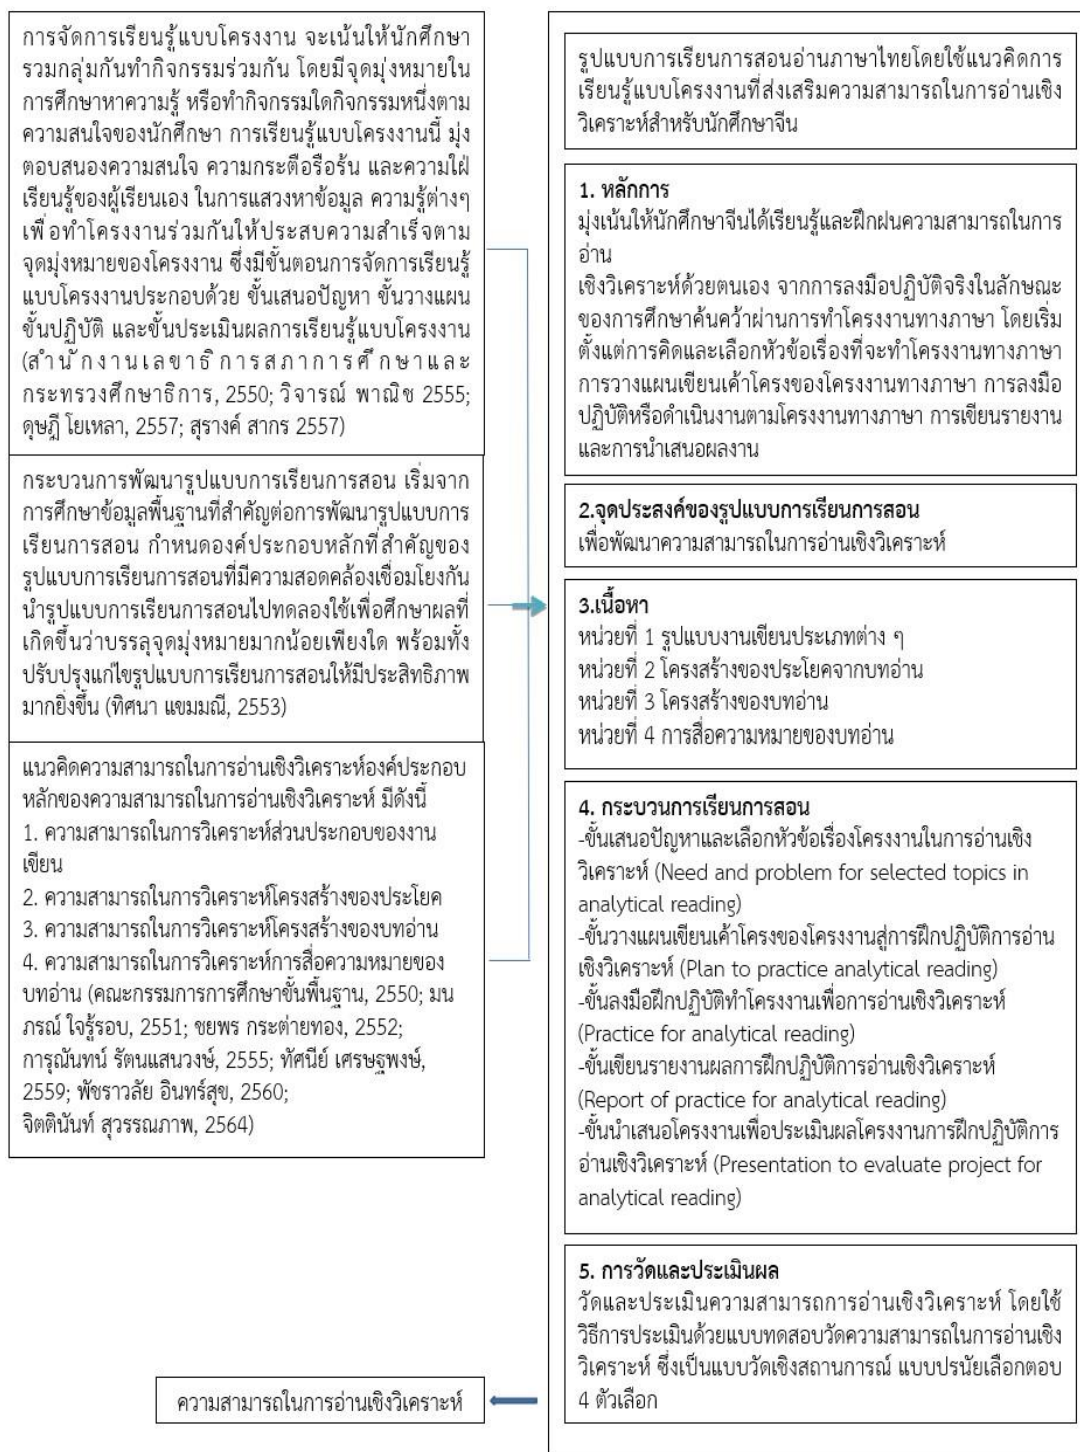 การจัดการเรียนรู้แบบโครงงาน จะเน้นให้นักศึกษา
รวมกลุ่มกันทำกิจกรรมร่วมกัน โดยมีจุดมุ่งหมายใน
การศึกษาหาความรู้ หรือทำกิจกรรมใดกิจกรรมหนึ่งตาม
ความสนใจของนักศึกษา การเรียนรู้แบบโครงงานนี้ มุ่ง
ตอบสนองความสนใจ ความกระตือรือร้น และความใฝ่
เรียนรู้ของผู้เรียนเอง ในการแสวงหาข้อมูล ความรู้ต่างๆ
เพื่อทำโครงงานร่วมกันให้ประสบความสำเร็จตาม
จุดมุ่งหมายของโครงงาน ซึ่งมีขั้นตอนการจัดการเรียนรู้
แบบโครงงานประกอบด้วย ขั้นเสนอปัญหา ขั้นวางแผน
ขั้นปฏิบัติ และขั้นประเมินผลการเรียนรู้แบบโครงงาน
(สำนักงานเลขาธิการสภาการศึกษาและ
กระทรวงศึกษาธิการ, 2550; วิจารณ์ พาณิช 2555;
ดุษฎี โยเหลา, 2557; สุรางค์ สากร 2557)
กระบวนการพัฒนารูปแบบการเรียนการสอน เริ่มจาก
การศึกษาข้อมูลพื้นฐานที่สำคัญต่อการพัฒนารูปแบบการ
เรียนการสอน กำหนดองค์ประกอบหลักที่สำคัญของ
รูปแบบการเรียนการสอนที่มีความสอดคล้องเชื่อมโยงกัน
นำรูปแบบการเรียนการสอนไปทดลองใช้เพื่อศึกษาผลที่
เกิดขึ้นว่าบรรลุจุดมุ่งหมายมากน้อยเพียงใด พร้อมทั้ง
ปรับปรุงแก้ไขรูปแบบการเรียนการสอนให้มีประสิทธิภาพ
มากยิ่งขึ้น (ทิศนา แขมมณี, 2553)
แนวคิดความสามารถในการอ่านเชิงวิเคราะห์องค์ประกอบ
หลักของความสามารถในการอ่านเชิงวิเคราะห์ มีดังนี้
1. ความสามารถในการวิเคราะห์ส่วนประกอบของงาน
เขียน
2. ความสามารถในการวิเคราะห์โครงสร้างของประโยค
3. ความสามารถในการวิเคราะห์โครงสร้างของบทอ่าน
4. ความสามารถในการวิเคราะห์การสื่อความหมายของ
บทอ่าน (คณะกรรมการการศึกษาขั้นพื้นฐาน, 2550; มน
ภรณ์ ใจรู้รอบ, 2551; ชยพร กระต่ายทอง, 2552;
การุณันทน์ รัตนแสนวงษ์, 2555; ทัศนีย์ เศรษฐพงษ์,
2559; พัชราวลัย อินทร์สุข, 2560;
จิตตินันท์ สุวรรณภาพ, 2564)
รูปแบบการเรียนการสอนอ่านภาษาไทยโดยใช้แนวคิดการ
เรียนรู้แบบโครงงานที่ส่งเสริมความสามารถในการอ่านเชิง
วิเคราะห์สำหรับนักศึกษาจีน
1. หลักการ
มุ่งเน้นให้นักศึกษาจีนได้เรียนรู้และฝึกฝนความสามารถในการ
อ่าน
เชิงวิเคราะห์ด้วยตนเอง จากการลงมือปฏิบัติจริงในลักษณะ
ของการศึกษาค้นคว้าผ่านการทำโครงงานทางภาษา โดยเริ่ม
ตั้งแต่การคิดและเลือกหัวข้อเรื่องที่จะทำโครงงานทางภาษา
การวางแผนเขียนเค้าโครงของโครงงานทางภาษา การลงมือ
ปฏิบัติหรือดำเนินงานตามโครงงานทางภาษา การเขียนรายงาน
และการนำเสนอผลงาน
2.จุดประสงค์ของรูปแบบการเรียนการสอน
เพื่อพัฒนาความสามารถในการอ่านเชิงวิเคราะห์
3.เนื้อหา
หน่วยที่ 1 รูปแบบงานเขียนประเภทต่าง ๆ
หน่วยที่ 2 โครงสร้างของประโยคจากบทอ่าน
หน่วยที่ 3 โครงสร้างของบทอ่าน
หน่วยที่ 4 การสื่อความหมายของบทอ่าน
4. กระบวนการเรียนการสอน
-ขั้นเสนอปัญหาและเลือกหัวข้อเรื่องโครงงานในการอ่านเชิง
วิเคราะห์ (Need and problem for selected topics in
analytical reading)
-ขั้นวางแผนเขียนเค้าโครงของโครงงานสู่การฝึกปฏิบัติการอ่าน
เชิงวิเคราะห์ (Plan to practice analytical reading)
-ขั้นลงมือฝึกปฏิบัติทำโครงงานเพื่อการอ่านเชิงวิเคราะห์
(Practice for analytical reading)
-ขั้นเขียนรายงานผลการฝึกปฏิบัติการอ่านเชิงวิเคราะห์
(Report of practice for analytical reading)
-ขั้นนำเสนอโครงงานเพื่อประเมินผลโครงงานการฝึกปฏิบัติการ
อ่านเชิงวิเคราะห์ (Presentation to evaluate project for
analytical reading)
5. การวัดและประเมินผล
วัดและประเมินความสามารถการอ่านเชิงวิเคราะห์ โดยใช้
วิธีการประเมินด้วยแบบทดสอบวัดความสามารถในการอ่านเชิง
วิเคราะห์ ซึ่งเป็นแบบวัดเชิงสถานการณ์ แบบปรนัยเลือกตอบ
4 ตัวเลือก
ความสามารถในการอ่านเชิงวิเคราะห์